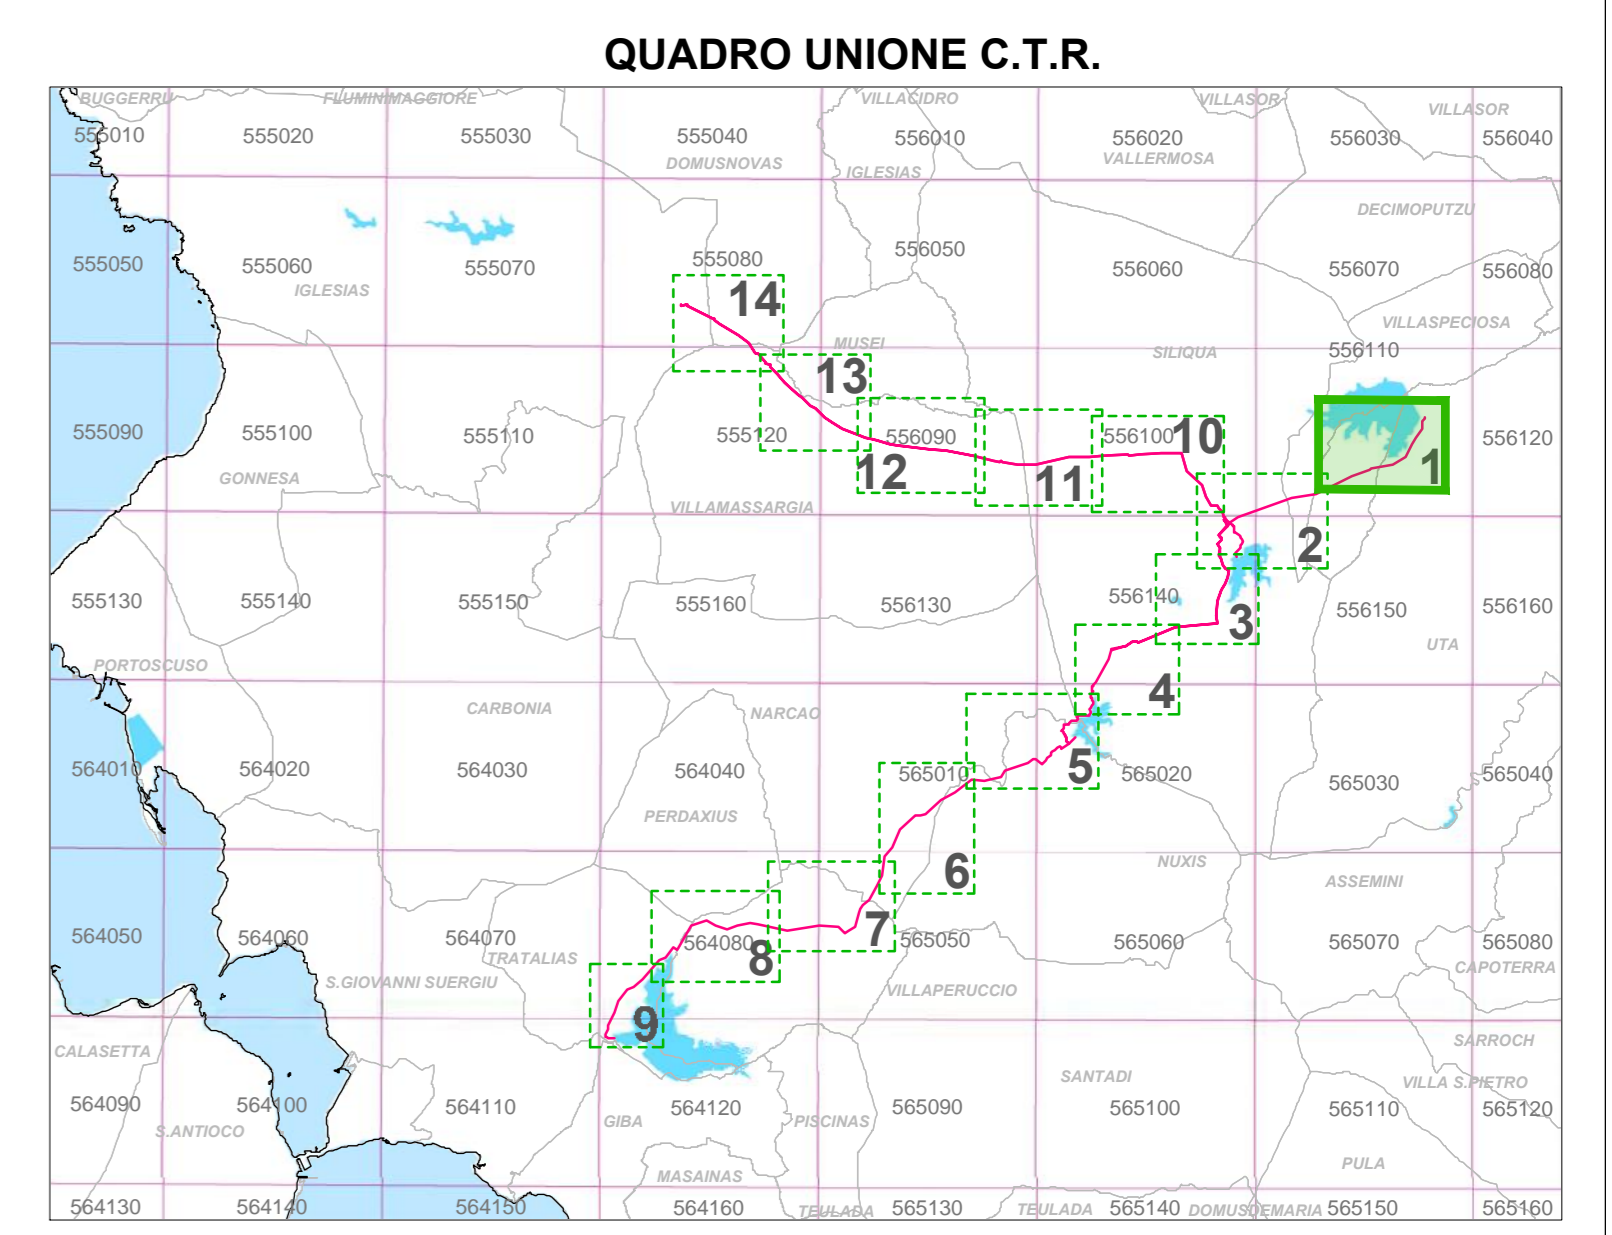 QUADRO UNIONE C.T.R.
BUGGERRU FLUMINIMAGGIORE VILLACIDRO VILLASOR VILLASOR
555010 555020 555030 555040 556010 556020 556030 556040
DOMUSNOVAS IGLESIAS VALLERMOSA
DECIMOPUTZU
555050 555060 555070 555080 556050 556060 556070 556080
IGLESIAS
14
VILLASPECIOSA
MUSEI SILIQUA 556110
13
555090 555100 555110 555120 556090 556100 10 556120
GONNESA 12 11 1
VILLAMASSARGIA
2
555130 555140 555150 555160 556130 556140 556150 556160
3
UTA
PORTOSCUSO
4
CARBONIA NARCAO
564010 564020 564030 564040 565010 5 565020 565030 565040
PERDAXIUS
6 NUXIS
ASSEMINI
7
564050 564060 564070 564080 8 565050 565060 565070 565080
TRATALIAS CAPOTERRA
S.GIOVANNI SUERGIU VILLAPERUCCIO
9
CALASETTA SARROCH
SANTADI VILLA S.PIETRO
564090 564100 564110 564120 565090 565100 565110 565120
S.ANTIOCO GIBA PISCINAS
MASAINAS PULA
564130 564140 564150 564160 TEULADA 565130 TEULADA 565140 DOMUSDEMARIA 565150 565160